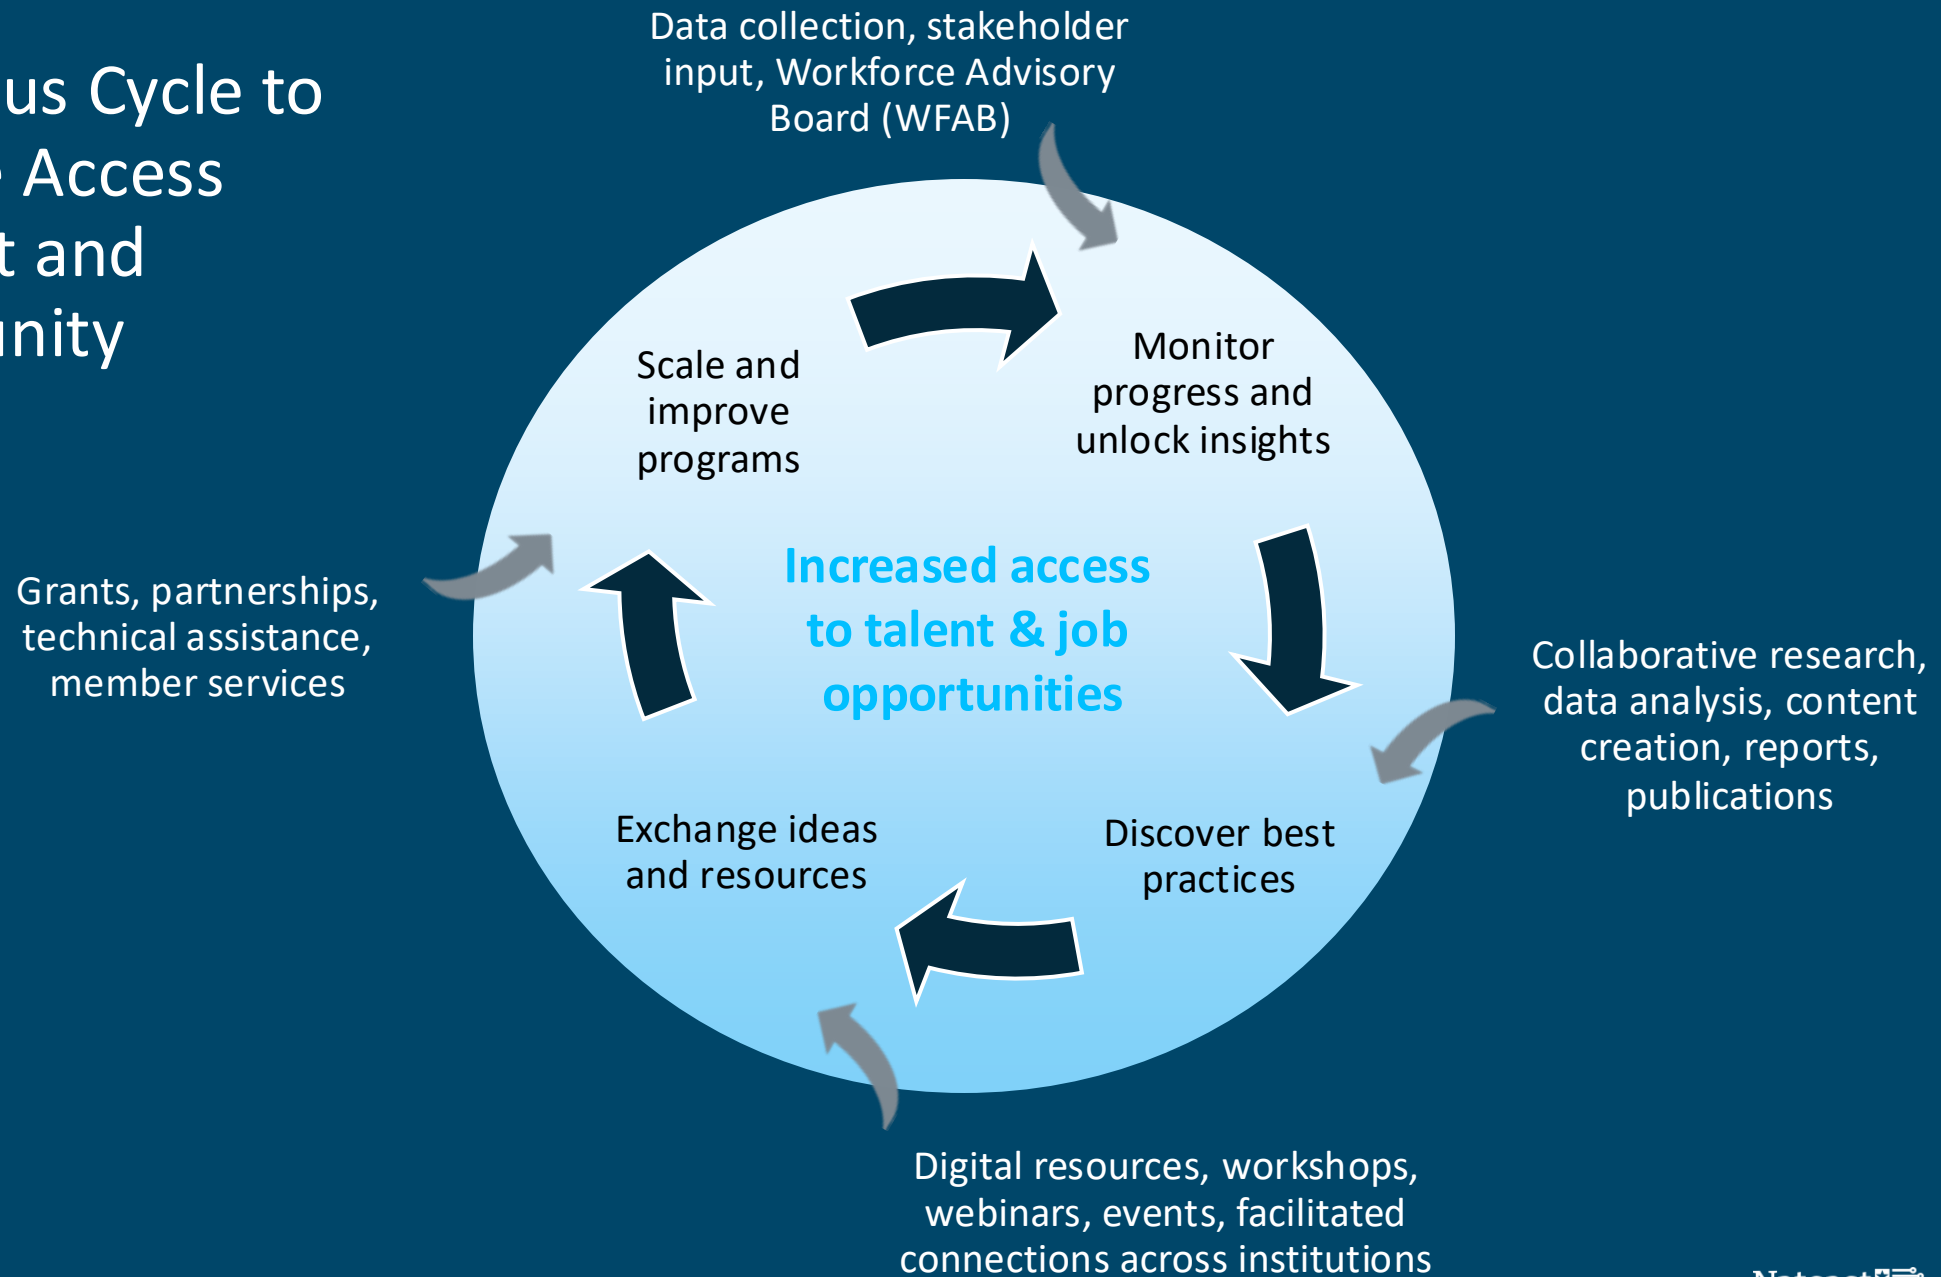 us Cycle to
Access
t and
unity
Data collection, stakeholder
input, Workforce Advisory
Board (WFAB)
Scale and
improve
programs
Monitor
progress and
unlock insights
Increased access
to talent & job
opportunities
Grants, partnerships,
technical assistance,
member services
Collaborative research,
data analysis, content
creation, reports,
publications
Exchange ideas
and resources
Discover best
practices
Digital resources, workshops,
webinars, events, facilitated
connections across institutions